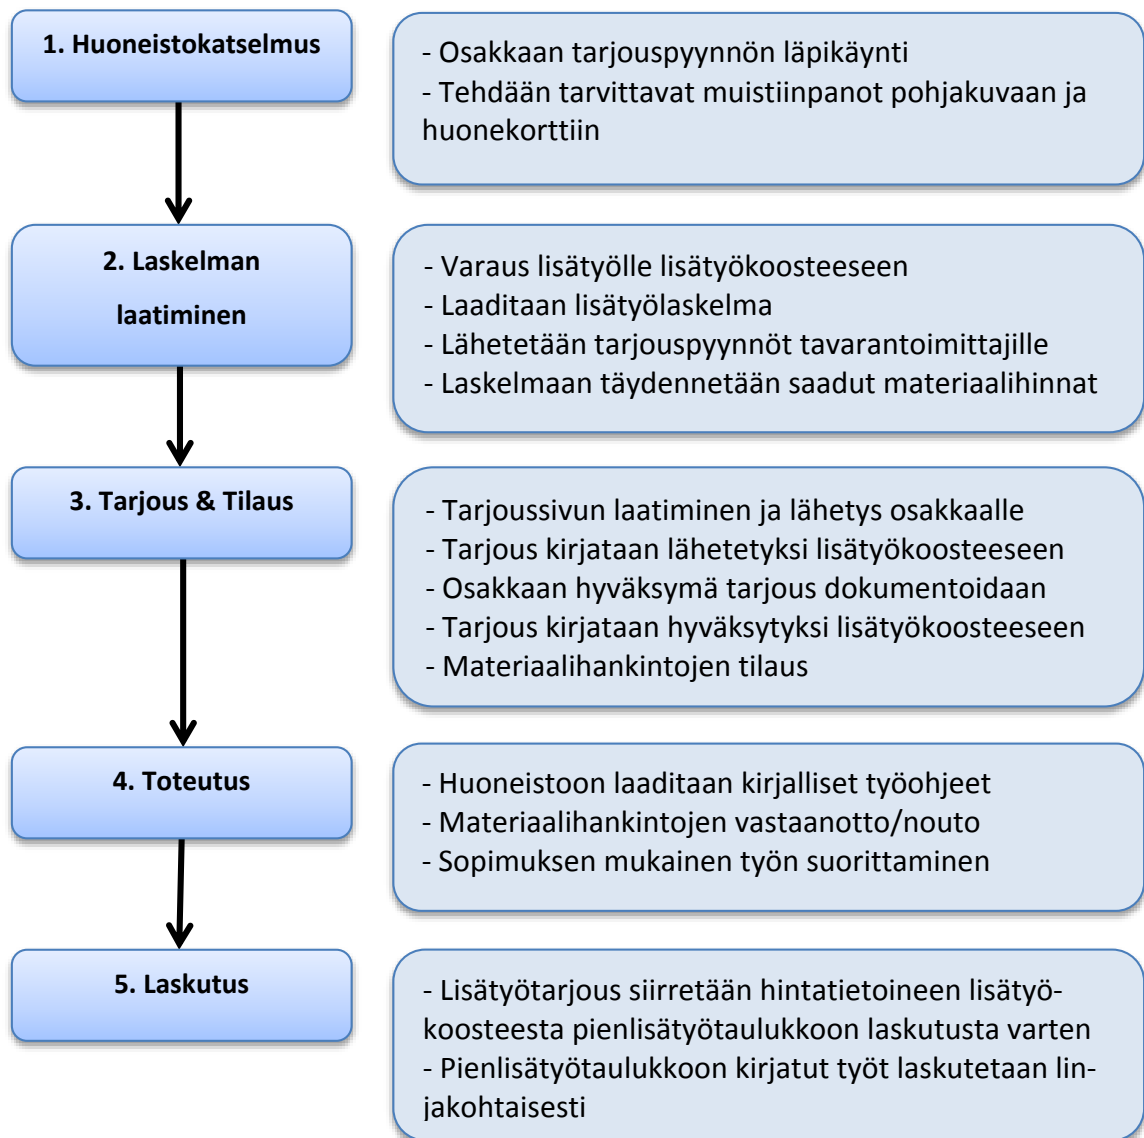 1. Huoneistokatselmus
- Osakkaan tarjouspyynnön läpikäynti
- Tehdään tarvittavat muistiinpanot pohjakuvaan ja
huonekorttiin
2. Laskelman
laatiminen
- Varaus lisätyölle lisätyökoosteeseen
- Laaditaan lisätyölaskelma
- Lähetetään tarjouspyynnöt tavarantoimittajille
- Laskelmaan täydennetään saadut materiaalihinnat
3. Tarjous & Tilaus
- Tarjoussivun laatiminen ja lähetys osakkaalle
- Tarjous kirjataan lähetetyksi lisätyökoosteeseen
- Osakkaan hyväksymä tarjous dokumentoidaan
- Tarjous kirjataan hyväksytyksi lisätyökoosteeseen
- Materiaalihankintojen tilaus
4. Toteutus
- Huoneistoon laaditaan kirjalliset työohjeet
- Materiaalihankintojen vastaanotto/nouto
- Sopimuksen mukainen työn suorittaminen
5. Laskutus
- Lisätyötarjous siirretään hintatietoineen lisätyö-
koosteesta pienlisätyötaulukkoon laskutusta varten
- Pienlisätyötaulukkoon kirjatut työt laskutetaan lin-
jakohtaisesti